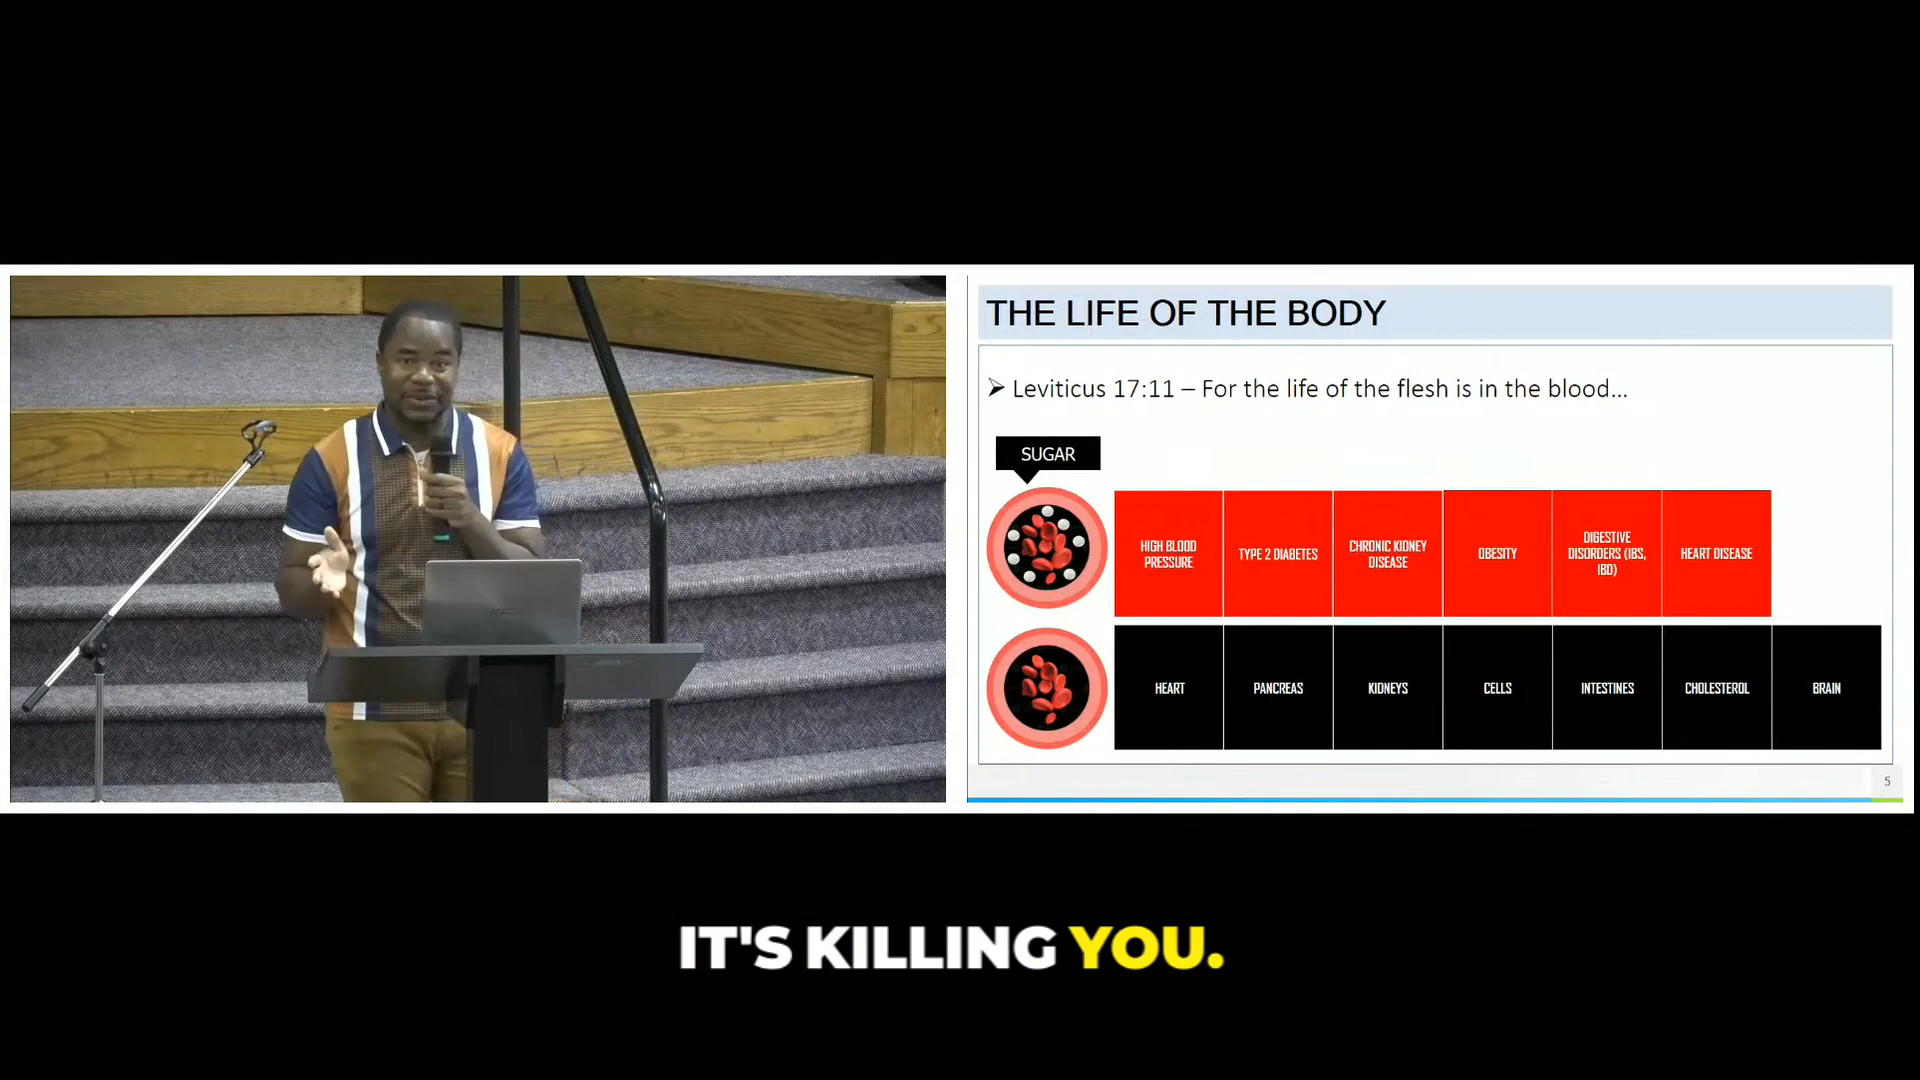 THE LIFE OF THE BODY
➤ Leviticus 17:11 – For the life of the flesh is in the blood...
SUGAR
HIGH BLOOD
PRESSURE
TYPE 2 DIABETES
CHRONIC KIDNEY
DISEASE
OBESITY
DIGESTIVE
DISORDERS (IBS,
IBD)
HEART DISEASE
HEART
PANCREAS
KIDNEYS
CELLS
INTESTINES
CHOLESTEROL
BRAIN
5
IT'S KILLING YOU.